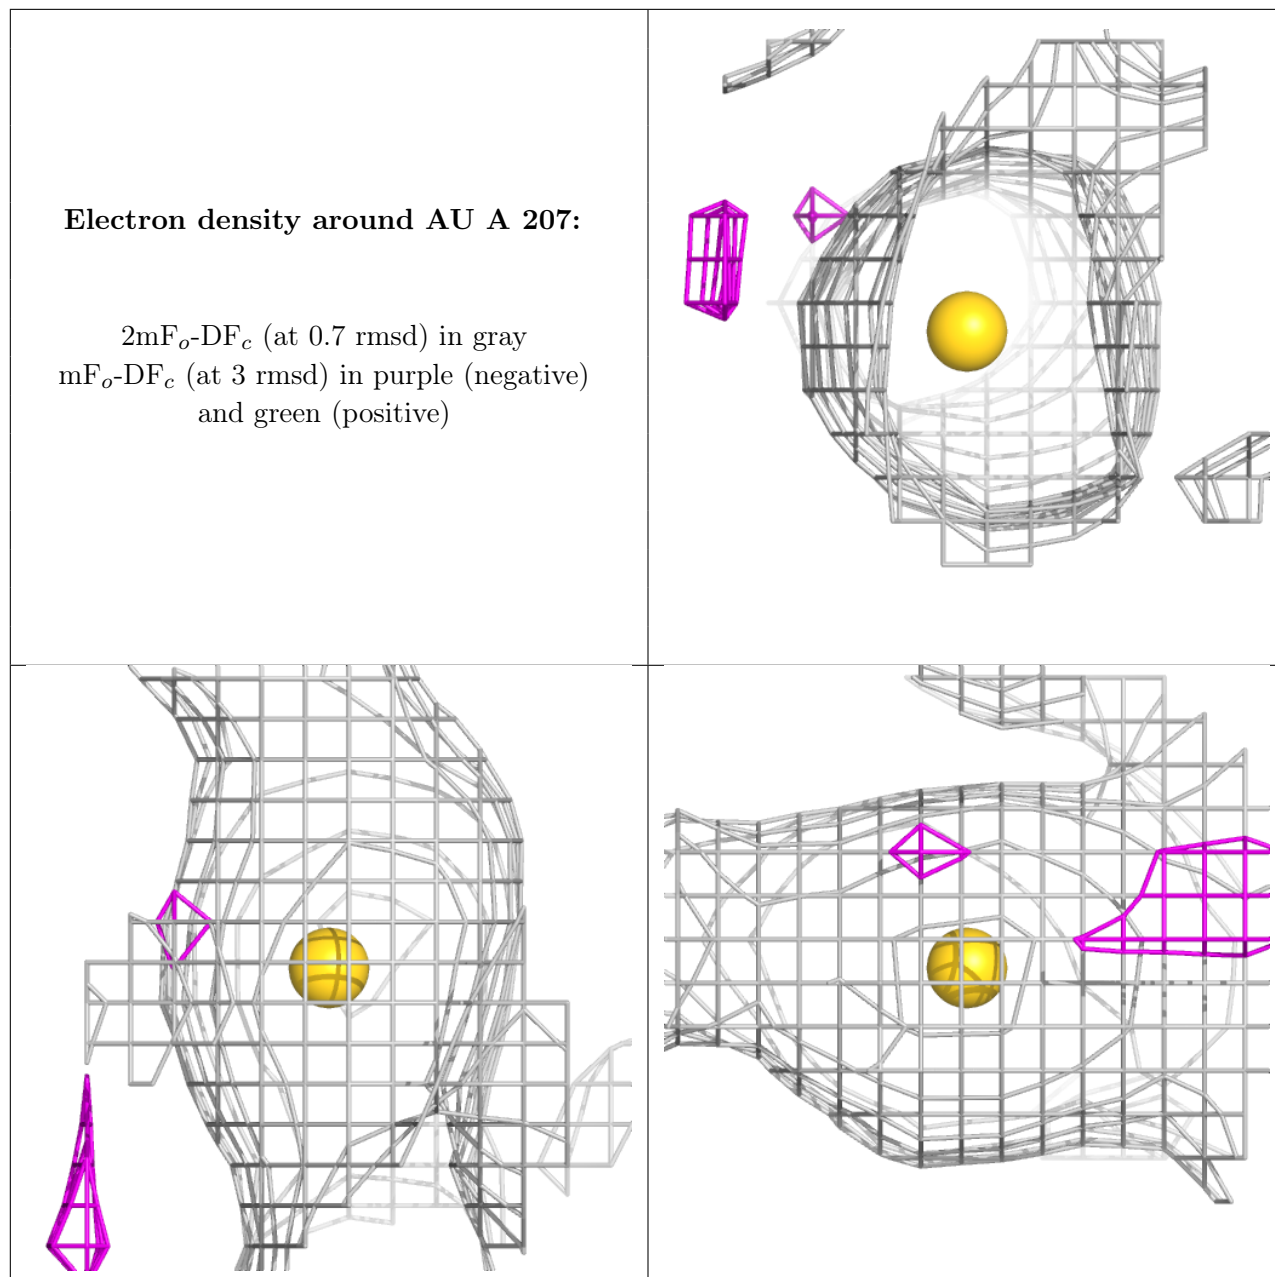 Electron density around AU A 207:
2mFₒ-DF𝒸 (at 0.7 rmsd) in gray
mFₒ-DF𝒸 (at 3 rmsd) in purple (negative)
and green (positive)